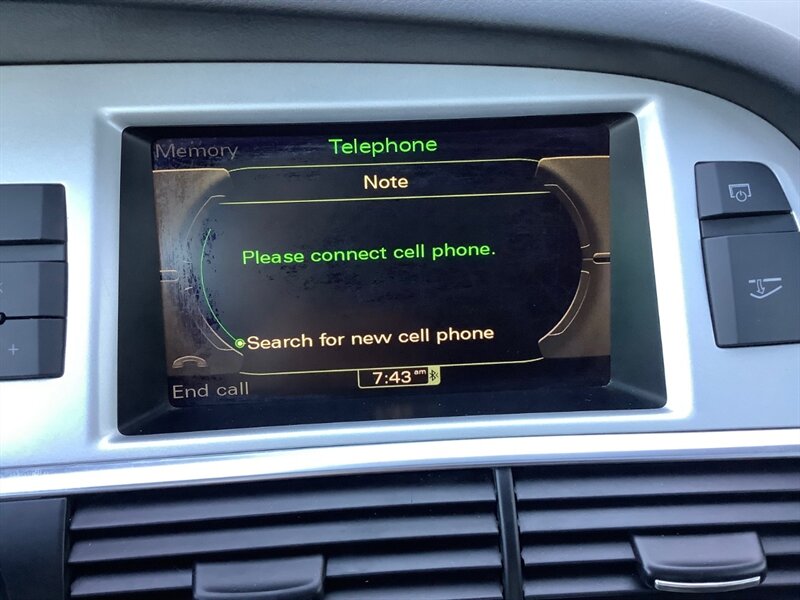 Memory
Telephone
Note
Please connect cell phone.
Search for new cell phone
7:43 am
End call
+